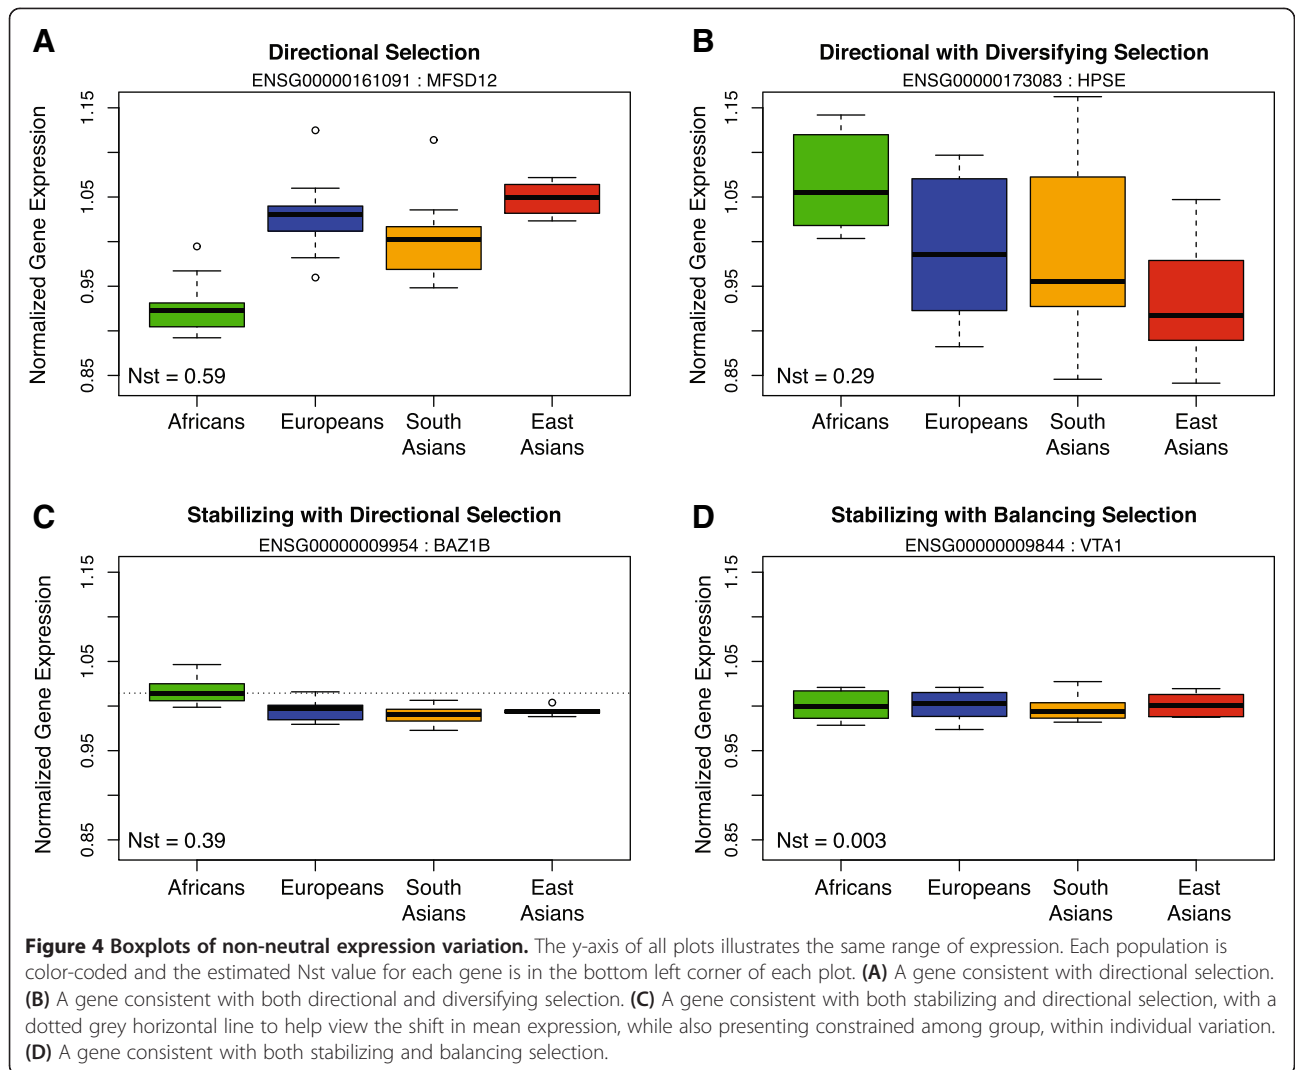 A
Directional Selection
ENSG00000161091 : MFSD12
Normalized Gene Expression
1.15
1.05
0.95
0.85
Nst = 0.59
Africans
Europeans
South Asians
East Asians
B
Directional with Diversifying Selection
ENSG00000173083 : HPSE
Normalized Gene Expression
1.15
1.05
0.95
0.85
Nst = 0.29
Africans
Europeans
South Asians
East Asians
C
Stabilizing with Directional Selection
ENSG00000009954 : BAZ1B
Normalized Gene Expression
1.15
1.05
0.95
0.85
Nst = 0.39
Africans
Europeans
South Asians
East Asians
D
Stabilizing with Balancing Selection
ENSG00000009844 : VTA1
Normalized Gene Expression
1.15
1.05
0.95
0.85
Nst = 0.003
Africans
Europeans
South Asians
East Asians
Figure 4 Boxplots of non-neutral expression variation. The y-axis of all plots illustrates the same range of expression. Each population is
color-coded and the estimated Nst value for each gene is in the bottom left corner of each plot. (A) A gene consistent with directional selection.
(B) A gene consistent with both directional and diversifying selection. (C) A gene consistent with both stabilizing and directional selection, with a
dotted grey horizontal line to help view the shift in mean expression, while also presenting constrained among group, within individual variation.
(D) A gene consistent with both stabilizing and balancing selection.